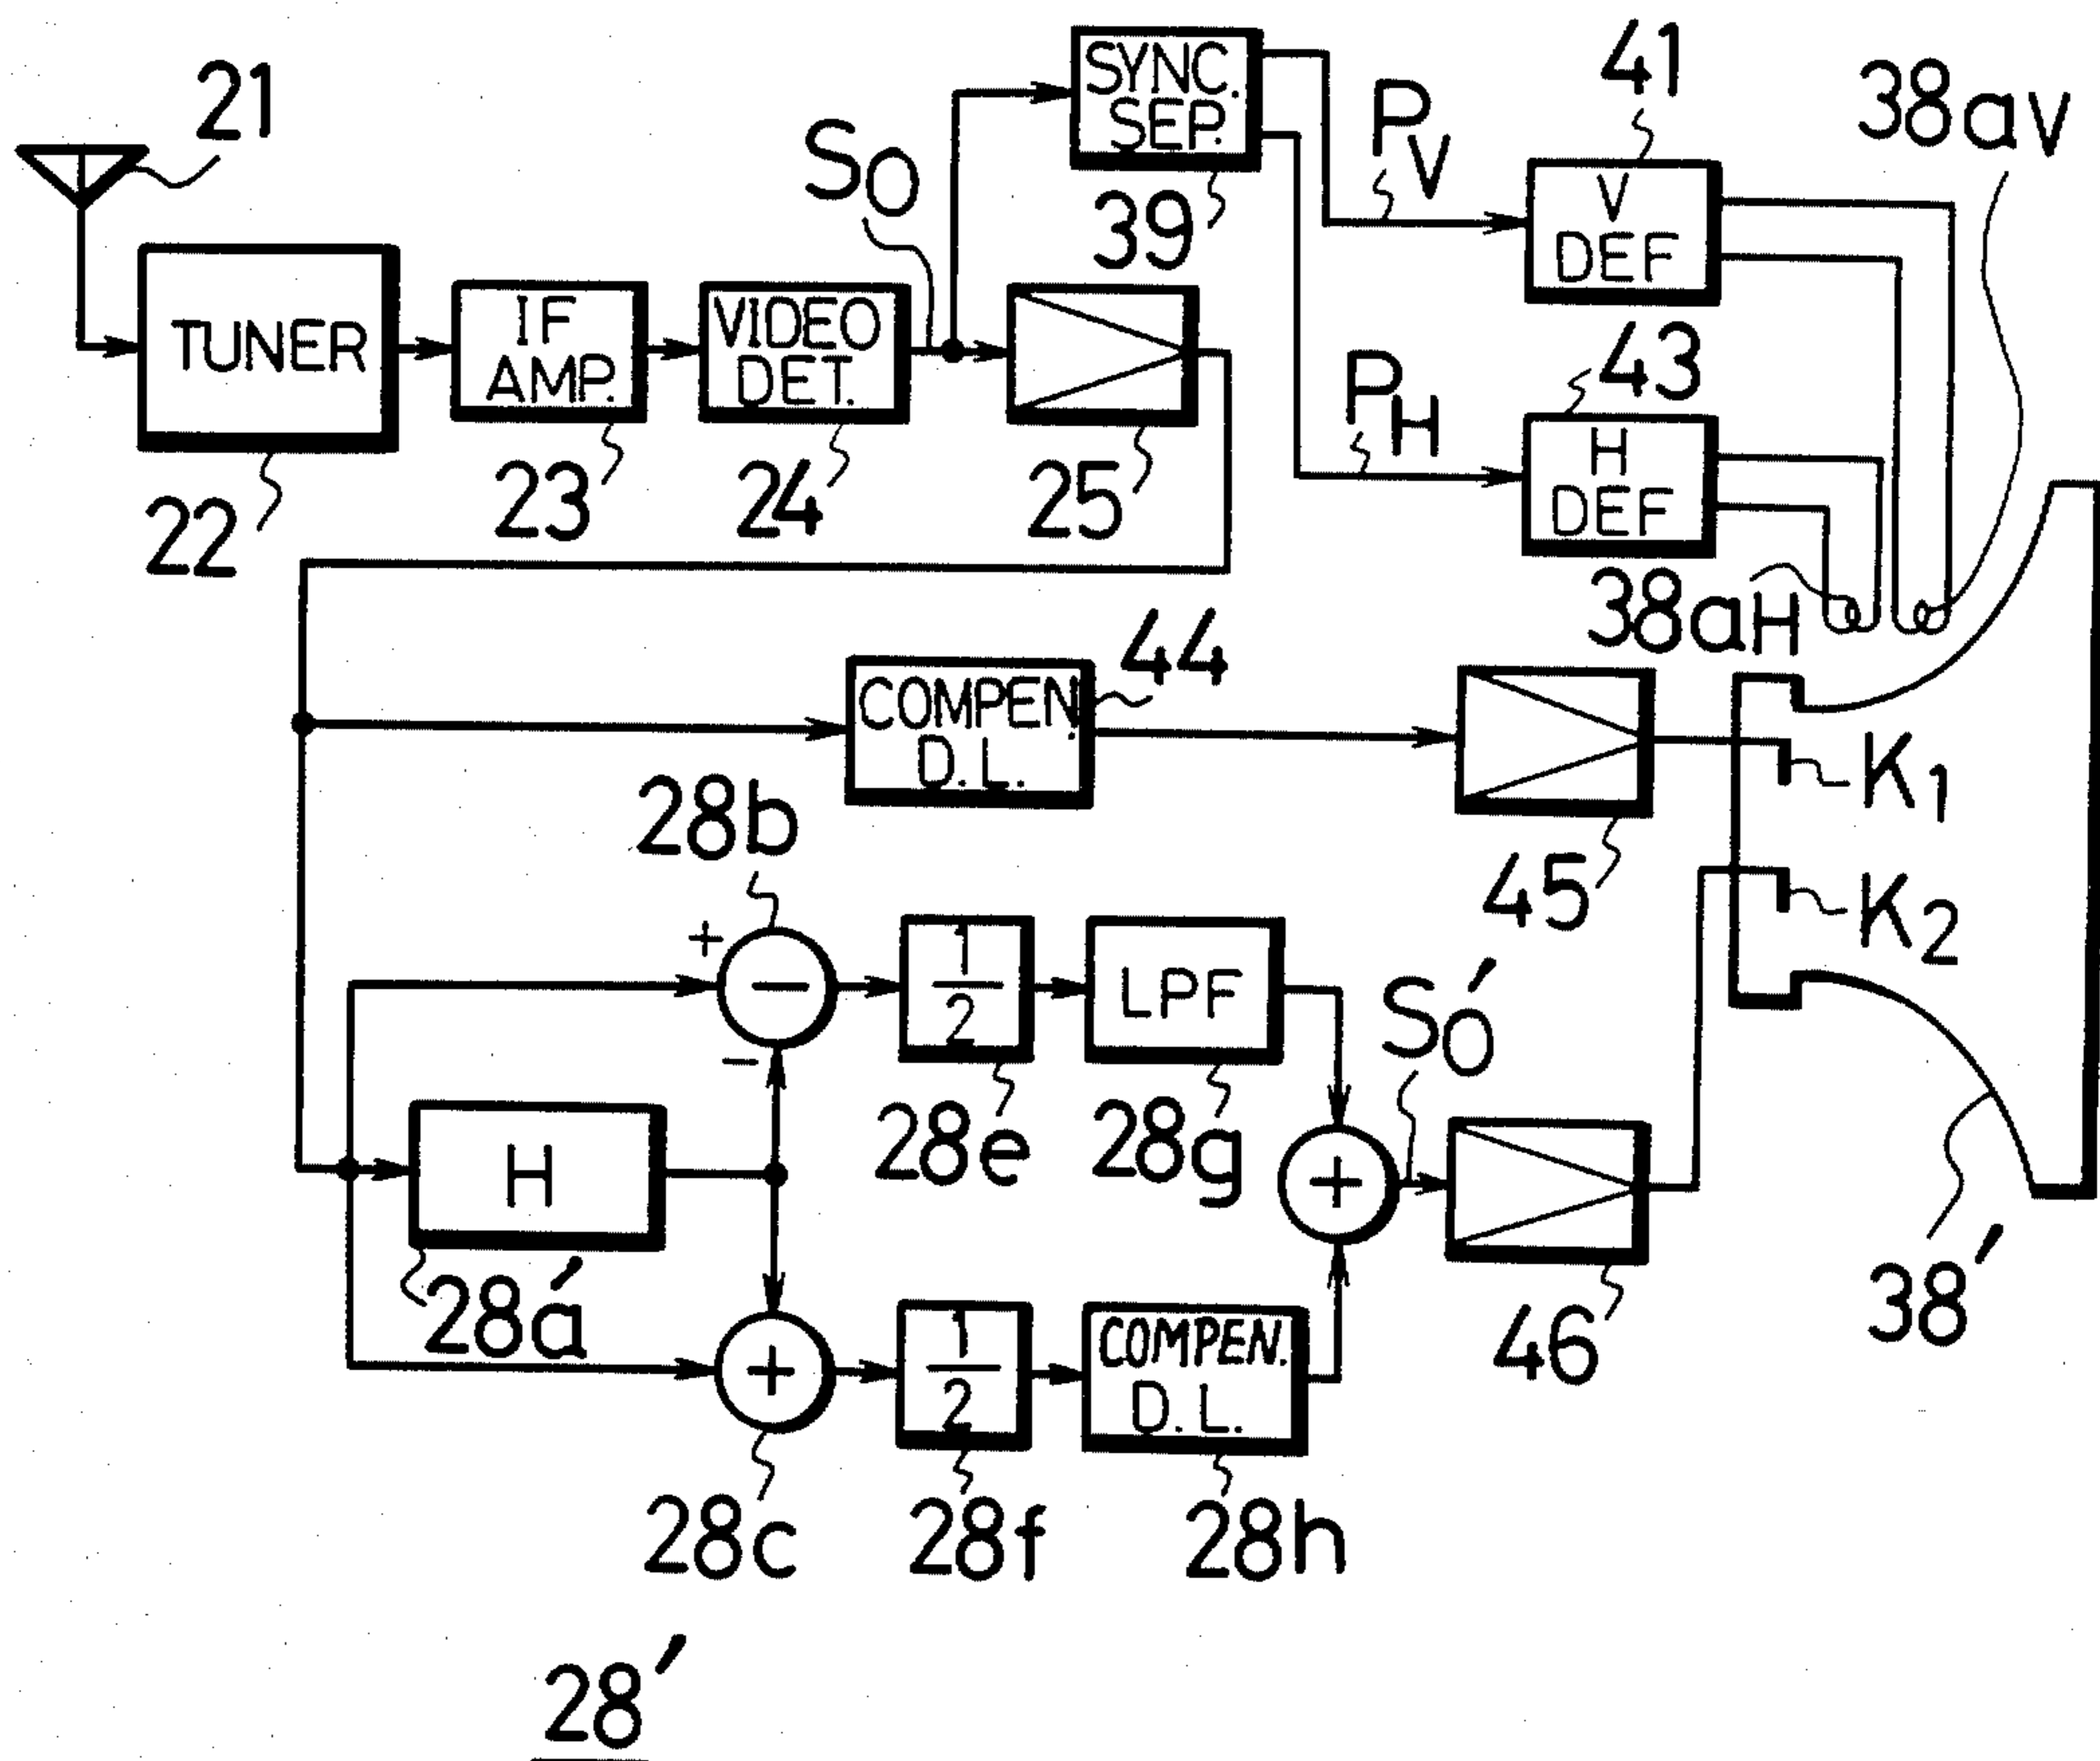 21
TUNER
22
IF
AMP.
23
VIDEO
DET.
24
S0
25
SYNC.
SEP.
39
PV
PH
41
V
DEF
43
H
DEF
38aV
38aH
44
COMPEN.
D.L.
45
K1
K2
28b
+
−
−
1
2
28e
LPF
28g
S0'
H
28a'
+
28c
1
2
28f
COMPEN.
D.L.
28h
+
46
38'
28'